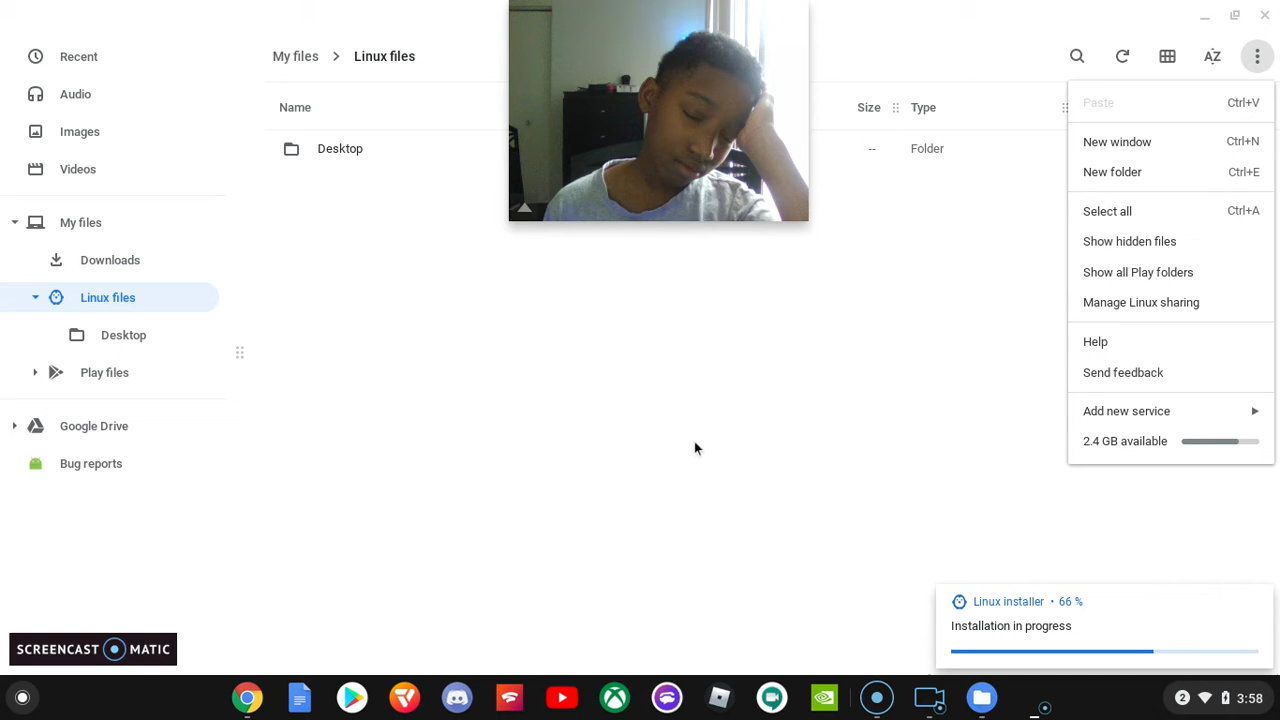 Recent
Audio
Images
Videos
My files
Downloads
Linux files
Desktop
Play files
Google Drive
Bug reports
My files > Linux files
Name Size Type
Desktop -- Folder
AZ
Paste Ctrl+V
New window Ctrl+N
New folder Ctrl+E
Select all Ctrl+A
Show hidden files
Show all Play folders
Manage Linux sharing
Help
Send feedback
Add new service
2.4 GB available
Linux installer • 66 %
Installation in progress
SCREENCAST MATIC
2 3:58